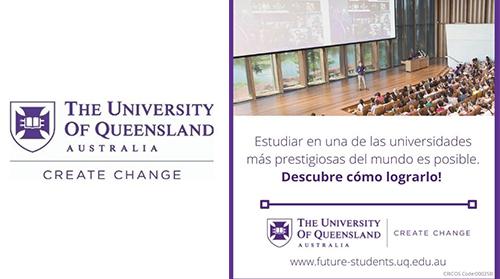 THE UNIVERSITY
OF QUEENSLAND
AUSTRALIA
CREATE CHANGE
Estudiar en una de las universidades
más prestigiosas del mundo es posible.
Descubre cómo lograrlo!
THE UNIVERSITY
OF QUEENSLAND
AUSTRALIA
CREATE CHANGE
www.future-students.uq.edu.au
CRICOS Code 00025B